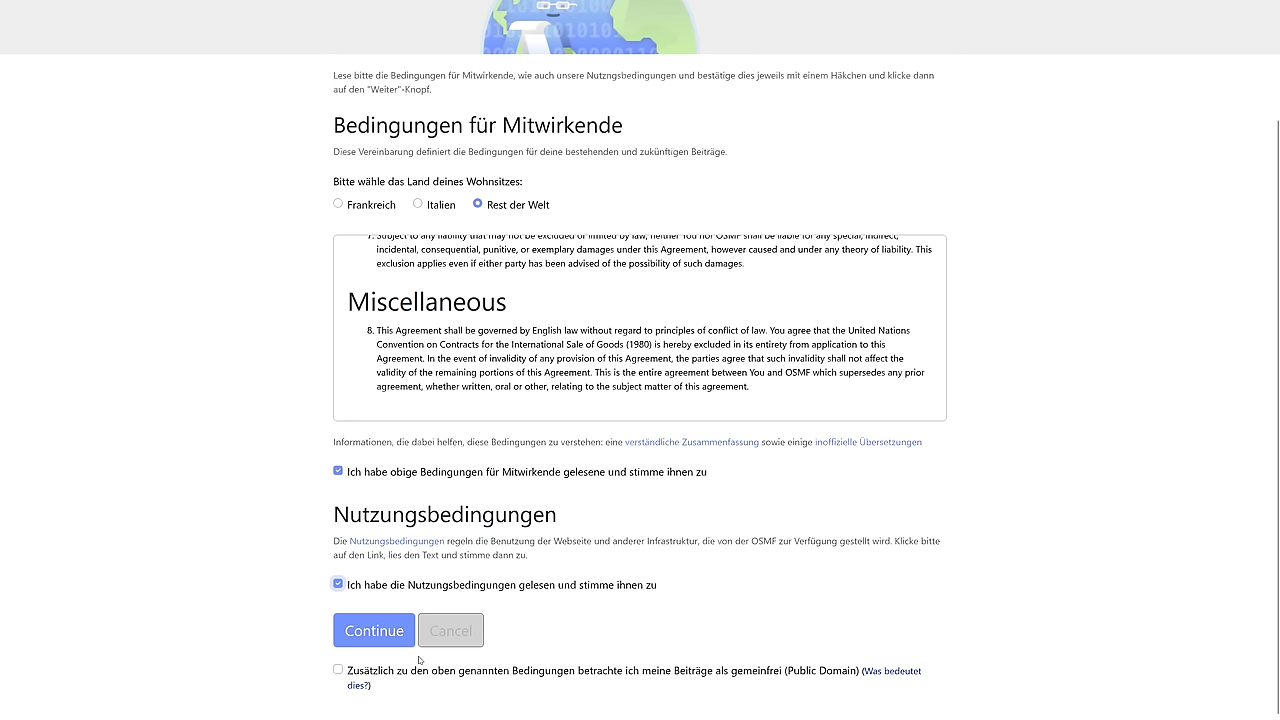 Lese bitte die Bedingungen für Mitwirkende, wie auch unsere Nutzngsbedingungen und bestätige dies jeweils mit einem Häkchen und klicke dann
auf den "Weiter"-Knopf.
Bedingungen für Mitwirkende
Diese Vereinbarung definiert die Bedingungen für deine bestehenden und zukünftigen Beiträge.
Bitte wähle das Land deines Wohnsitzes:
Frankreich Italien Rest der Welt
7. Subject to any liability that may not be excluded or limited by law, neither You nor OSMF shall be liable for any special, indirect,
incidental, consequential, punitive, or exemplary damages under this Agreement, however caused and under any theory of liability. This
exclusion applies even if either party has been advised of the possibility of such damages.
Miscellaneous
8. This Agreement shall be governed by English law without regard to principles of conflict of law. You agree that the United Nations
Convention on Contracts for the International Sale of Goods (1980) is hereby excluded in its entirety from application to this
Agreement. In the event of invalidity of any provision of this Agreement, the parties agree that such invalidity shall not affect the
validity of the remaining portions of this Agreement. This is the entire agreement between You and OSMF which supersedes any prior
agreement, whether written, oral or other, relating to the subject matter of this agreement.
Informationen, die dabei helfen, diese Bedingungen zu verstehen: eine verständliche Zusammenfassung sowie einige inoffizielle Übersetzungen
Ich habe obige Bedingungen für Mitwirkende gelesene und stimme ihnen zu
Nutzungsbedingungen
Die Nutzungsbedingungen regeln die Benutzung der Webseite und anderer Infrastruktur, die von der OSMF zur Verfügung gestellt wird. Klicke bitte
auf den Link, lies den Text und stimme dann zu.
Ich habe die Nutzungsbedingungen gelesen und stimme ihnen zu
Continue Cancel
Zusätzlich zu den oben genannten Bedingungen betrachte ich meine Beiträge als gemeinfrei (Public Domain) (Was bedeutet
dies?)